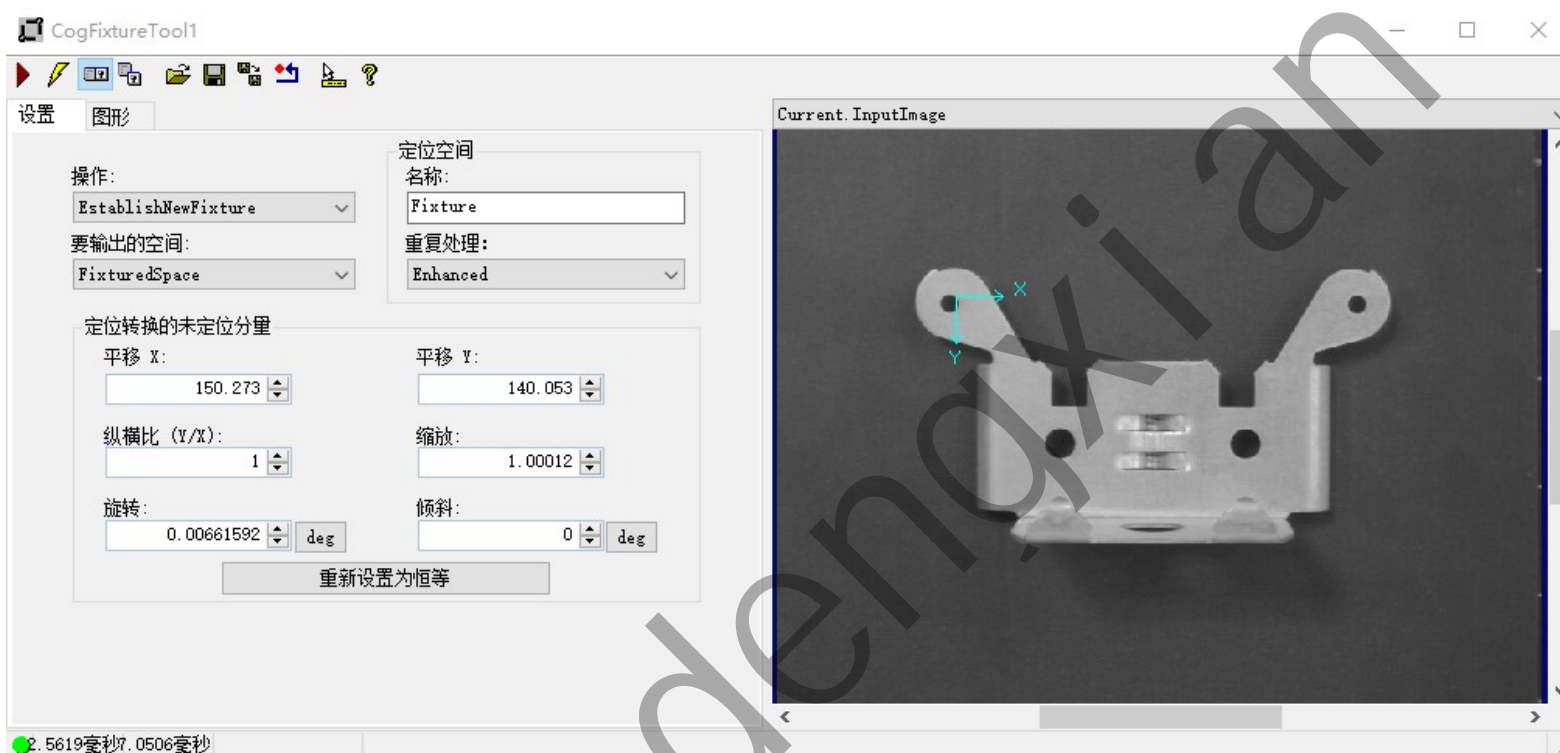 CogFixtureTool1
设置 图形
Current.InputImage
操作:
EstablishNewFixture
要输出的空间:
FixturedSpace
定位空间
名称:
Fixture
重复处理:
Enhanced
定位转换的未定位分量
平移 X: 平移 Y:
150.273 140.053
纵横比 (Y/X): 缩放:
1 1.00012
旋转: 倾斜:
0.00661592 deg 0 deg
重新设置为恒等
X
Y
2.5619毫秒7.0506毫秒
dengxian